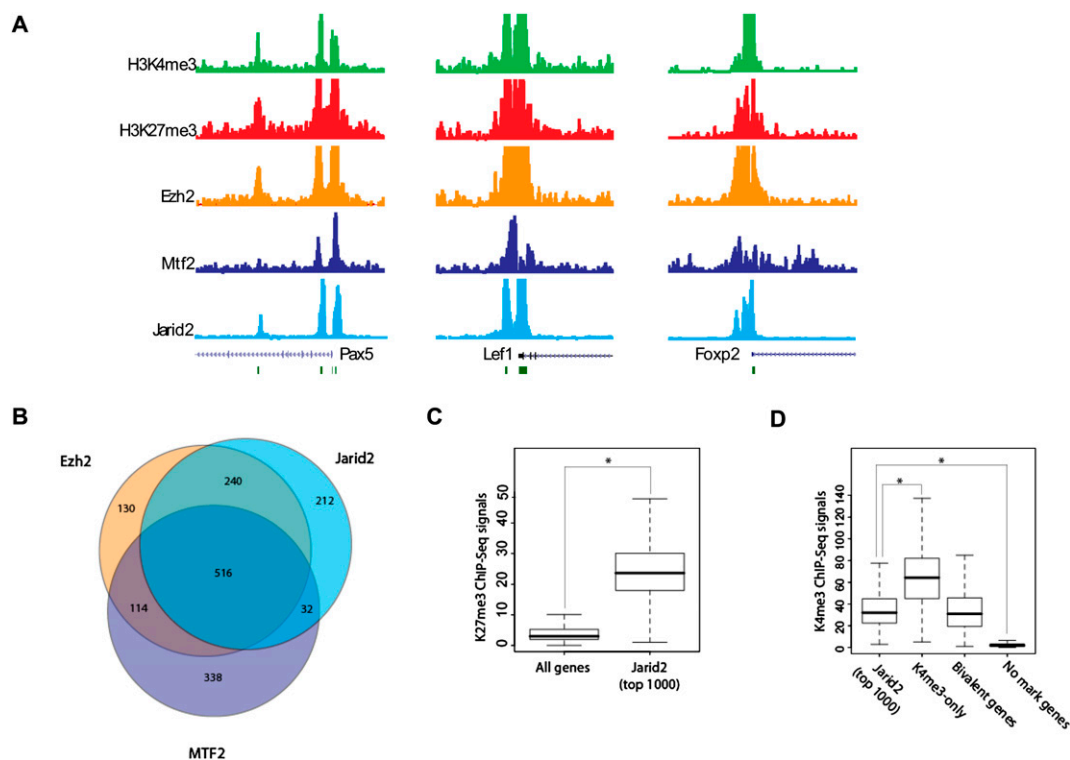 A
H3K4me3
H3K27me3
Ezh2
Mtf2
Jarid2
Pax5
Lef1
Foxp2
B
Ezh2
Jarid2
240
130
212
516
114
32
338
MTF2
C
K27me3 ChIP-Seq signals
0
10
20
30
40
50
*
All genes
Jarid2
(top 1000)
D
K4me3 ChIP-Seq signals
0
20
40
60
80
100
140
*
*
Jarid2
(top 1000)
K4me3-only
Bivalent genes
No mark genes